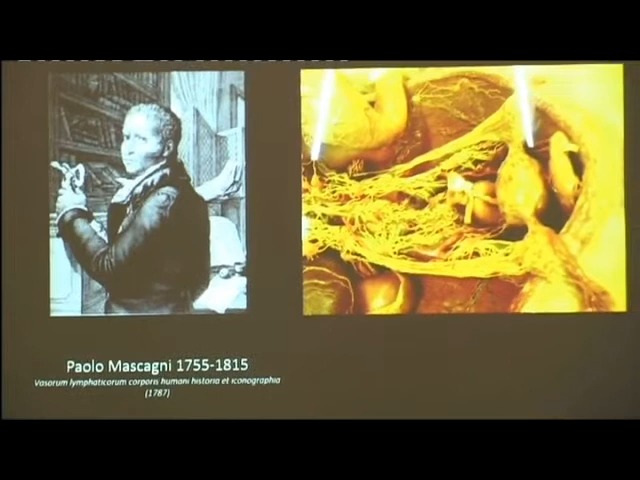 Paolo Mascagni 1755-1815
Vasorum lymphaticorum corporis humani historia et iconographia
(1787)